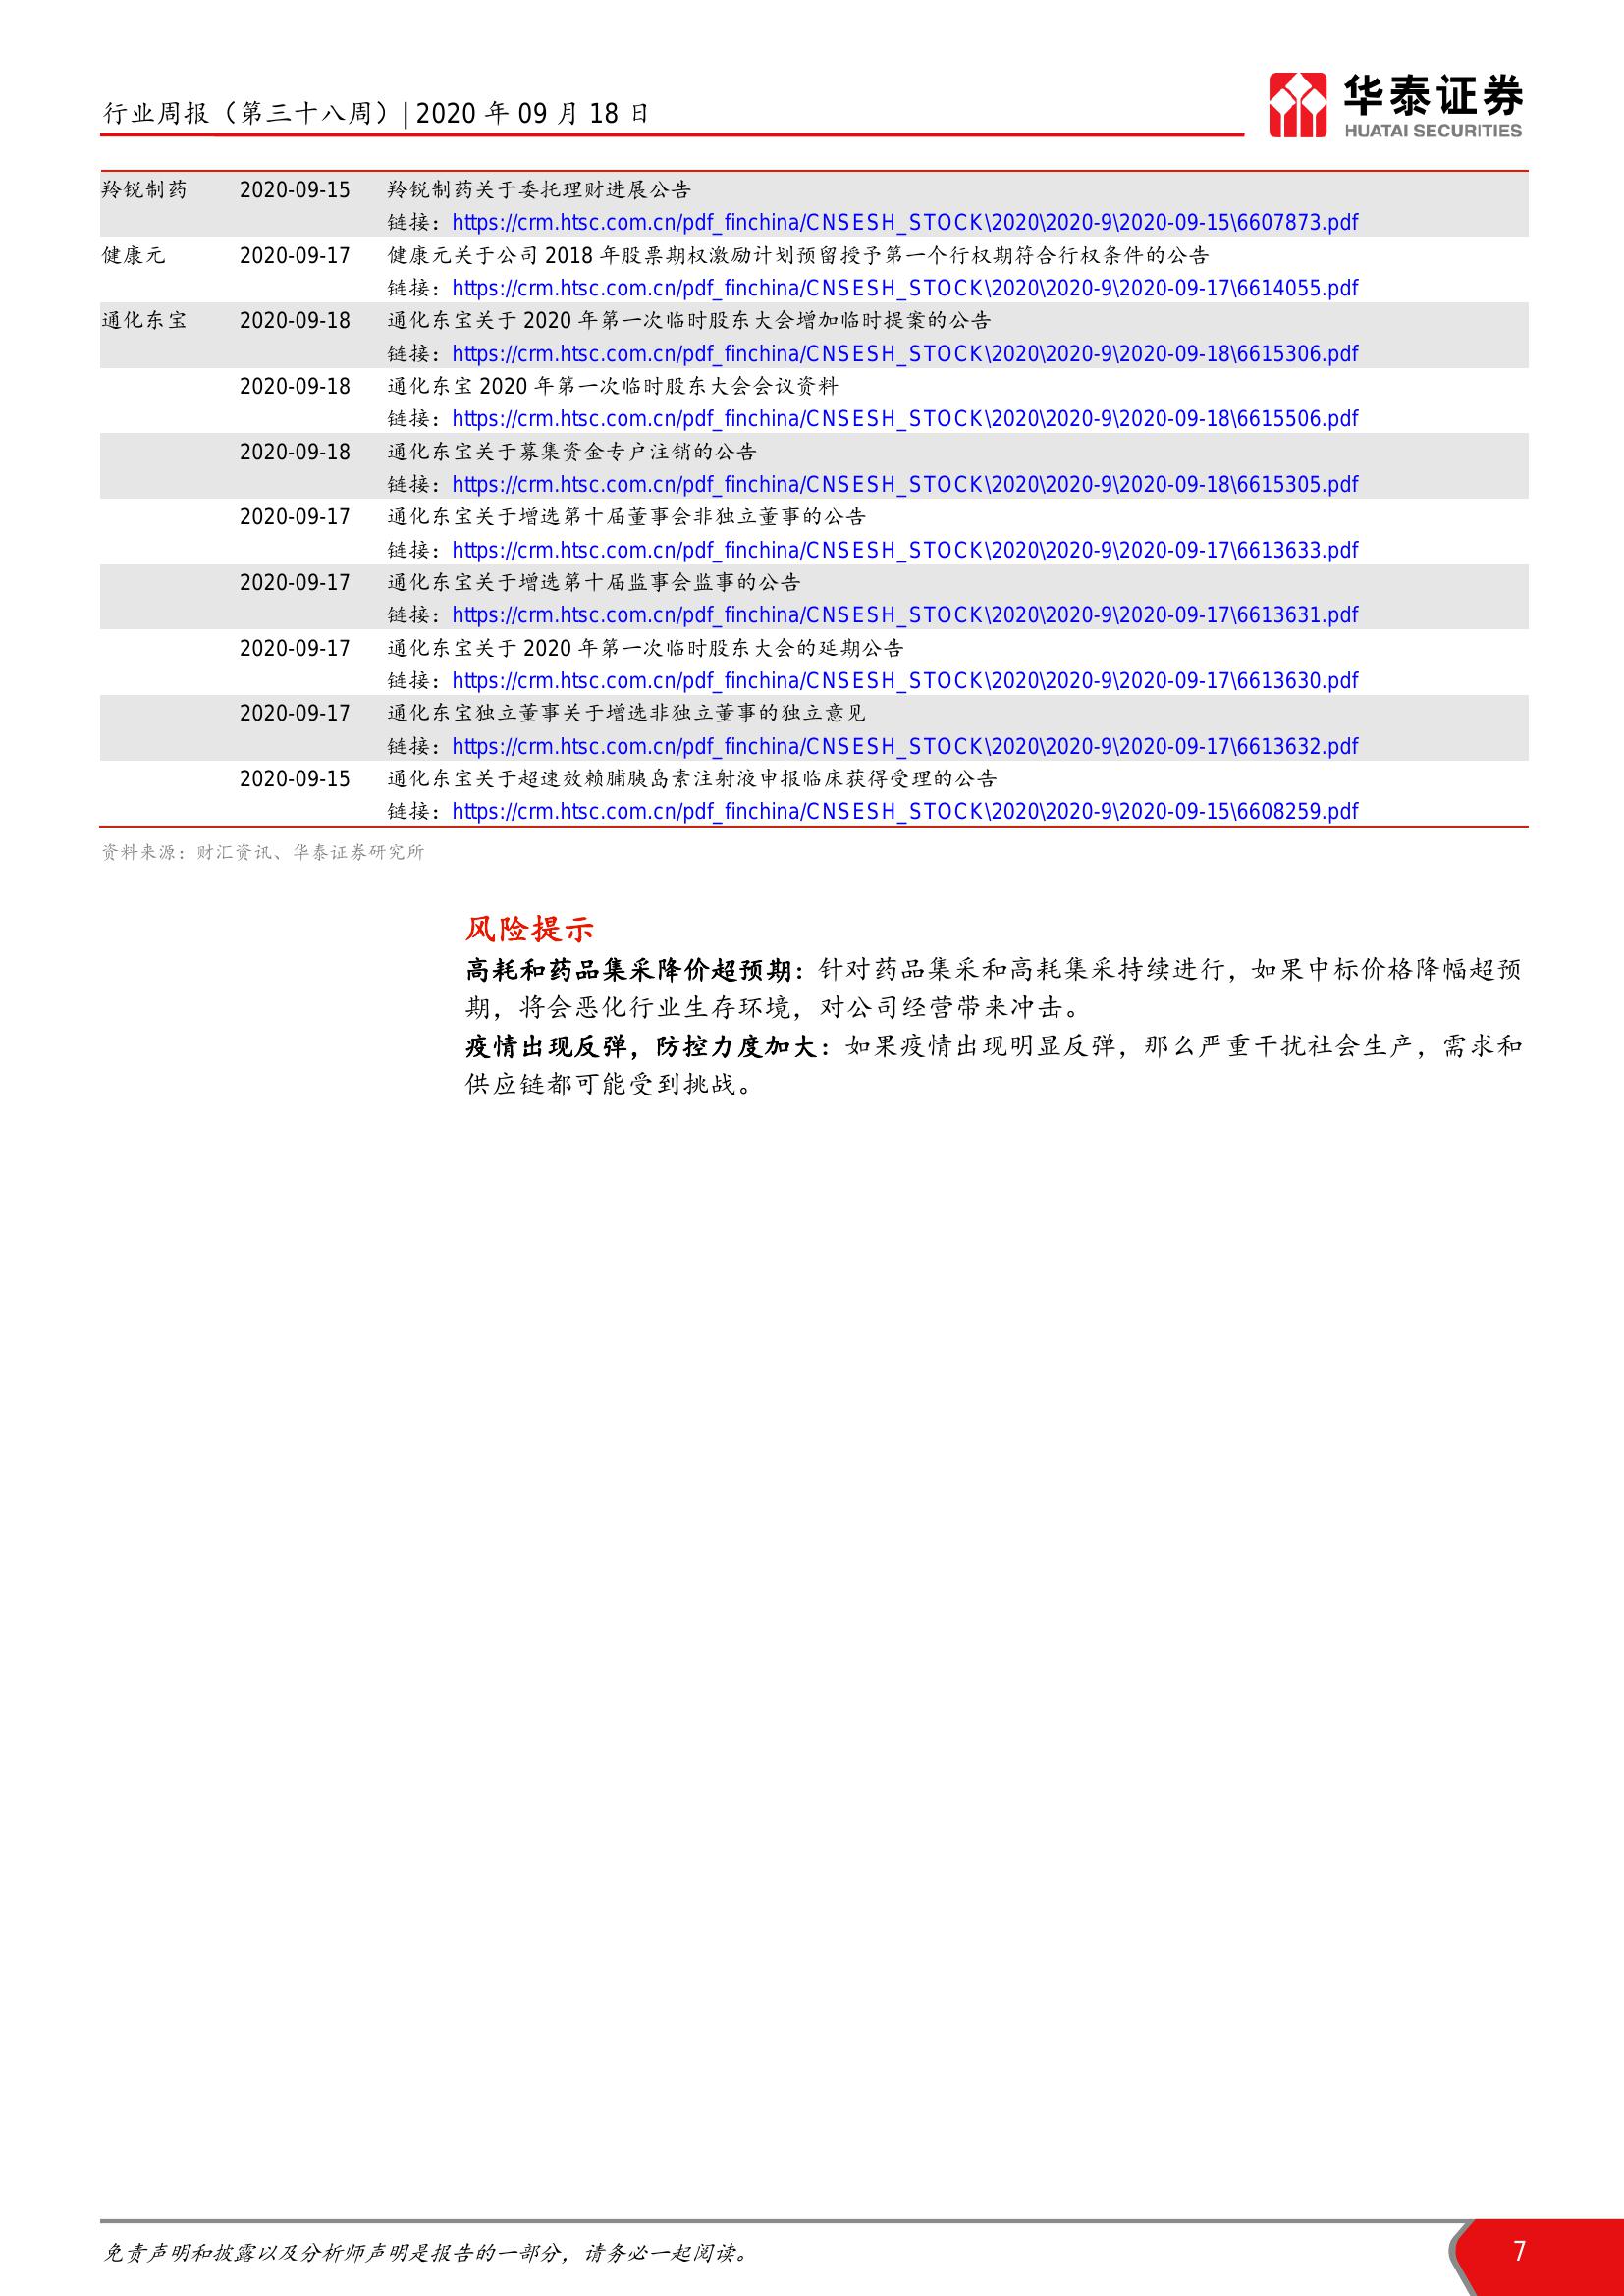 行业周报（第三十八周）| 2020 年 09 月 18 日
华泰证券
HUATAI SECURITIES
羚锐制药 2020-09-15 羚锐制药关于委托理财进展公告
链接：https://crm.htsc.com.cn/pdf_finchina/CNSESH_STOCK\2020\2020-9\2020-09-15\6607873.pdf
健康元 2020-09-17 健康元关于公司 2018 年股票期权激励计划预留授予第一个行权期符合行权条件的公告
链接：https://crm.htsc.com.cn/pdf_finchina/CNSESH_STOCK\2020\2020-9\2020-09-17\6614055.pdf
通化东宝 2020-09-18 通化东宝关于 2020 年第一次临时股东大会增加临时提案的公告
链接：https://crm.htsc.com.cn/pdf_finchina/CNSESH_STOCK\2020\2020-9\2020-09-18\6615306.pdf
2020-09-18 通化东宝 2020 年第一次临时股东大会会议资料
链接：https://crm.htsc.com.cn/pdf_finchina/CNSESH_STOCK\2020\2020-9\2020-09-18\6615506.pdf
2020-09-18 通化东宝关于募集资金专户注销的公告
链接：https://crm.htsc.com.cn/pdf_finchina/CNSESH_STOCK\2020\2020-9\2020-09-18\6615305.pdf
2020-09-17 通化东宝关于增选第十届董事会非独立董事的公告
链接：https://crm.htsc.com.cn/pdf_finchina/CNSESH_STOCK\2020\2020-9\2020-09-17\6613633.pdf
2020-09-17 通化东宝关于增选第十届监事会监事的公告
链接：https://crm.htsc.com.cn/pdf_finchina/CNSESH_STOCK\2020\2020-9\2020-09-17\6613631.pdf
2020-09-17 通化东宝关于 2020 年第一次临时股东大会的延期公告
链接：https://crm.htsc.com.cn/pdf_finchina/CNSESH_STOCK\2020\2020-9\2020-09-17\6613630.pdf
2020-09-17 通化东宝独立董事关于增选非独立董事的独立意见
链接：https://crm.htsc.com.cn/pdf_finchina/CNSESH_STOCK\2020\2020-9\2020-09-17\6613632.pdf
2020-09-15 通化东宝关于超速效赖脯胰岛素注射液申报临床获得受理的公告
链接：https://crm.htsc.com.cn/pdf_finchina/CNSESH_STOCK\2020\2020-9\2020-09-15\6608259.pdf
资料来源：财汇资讯、华泰证券研究所
风险提示
高耗和药品集采降价超预期：针对药品集采和高耗集采持续进行，如果中标价格降幅超预
期，将会恶化行业生存环境，对公司经营带来冲击。
疫情出现反弹，防控力度加大：如果疫情出现明显反弹，那么严重干扰社会生产，需求和
供应链都可能受到挑战。
免责声明和披露以及分析师声明是报告的一部分，请务必一起阅读。
7